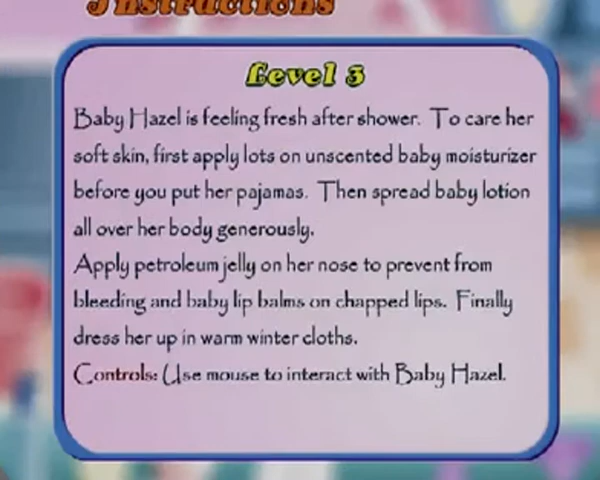 Instructions
Level 3
Baby Hazel is feeling fresh after shower. To care her
soft skin, first apply lots on unscented baby moisturizer
before you put her pajamas. Then spread baby lotion
all over her body generously.
Apply petroleum jelly on her nose to prevent from
bleeding and baby lip balms on chapped lips. Finally
dress her up in warm winter cloths.
Controls: Use mouse to interact with Baby Hazel.